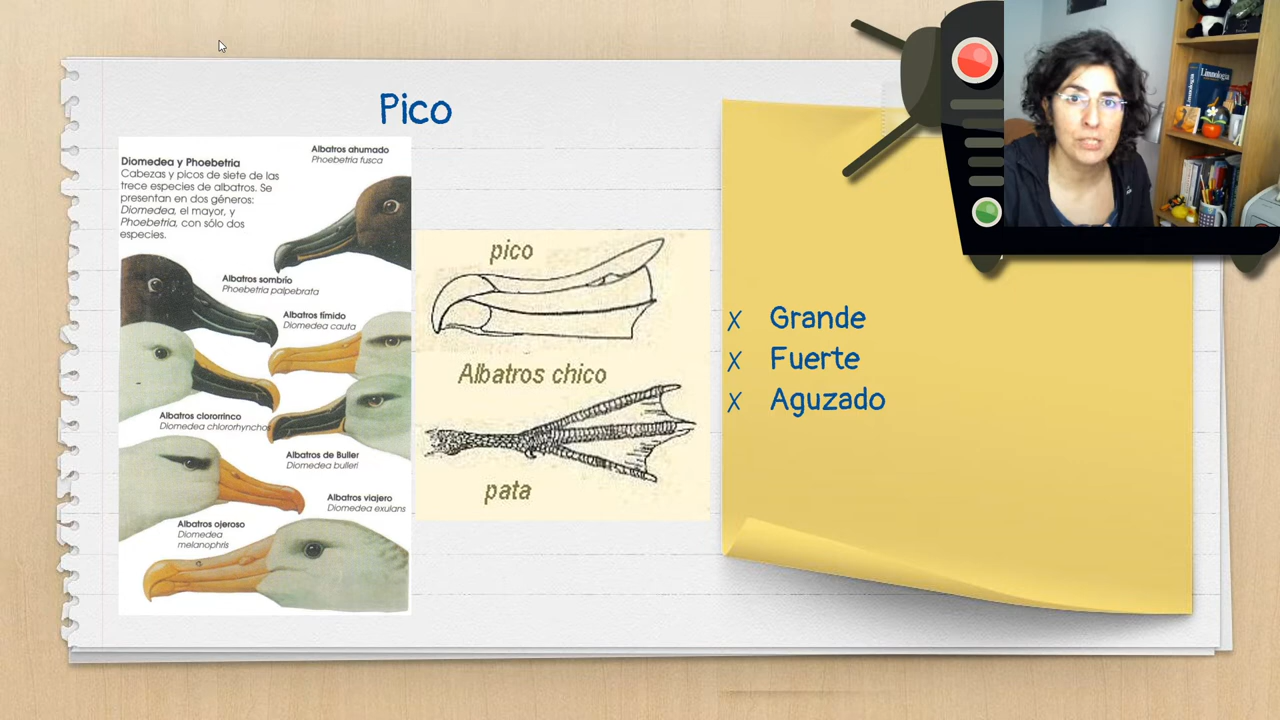 Pico
Diomedea y Phoebetria
Cabezas y picos de siete de las
trece especies de albatros. Se
presentan en dos géneros:
Diomedea, el mayor, y
Phoebetria, con sólo dos
especies.
Albatros ahumado
Phoebetria fusca
Albatros sombrío
Phoebetria palpebrata
Albatros tímido
Diomedea cauta
Albatros clororrinco
Diomedea chlororhynchos
Albatros de Buller
Diomedea bulleri
Albatros viajero
Diomedea exulans
Albatros ojeroso
Diomedea
melanophris
pico
Albatros chico
pata
x Grande
x Fuerte
x Aguzado
Limnología